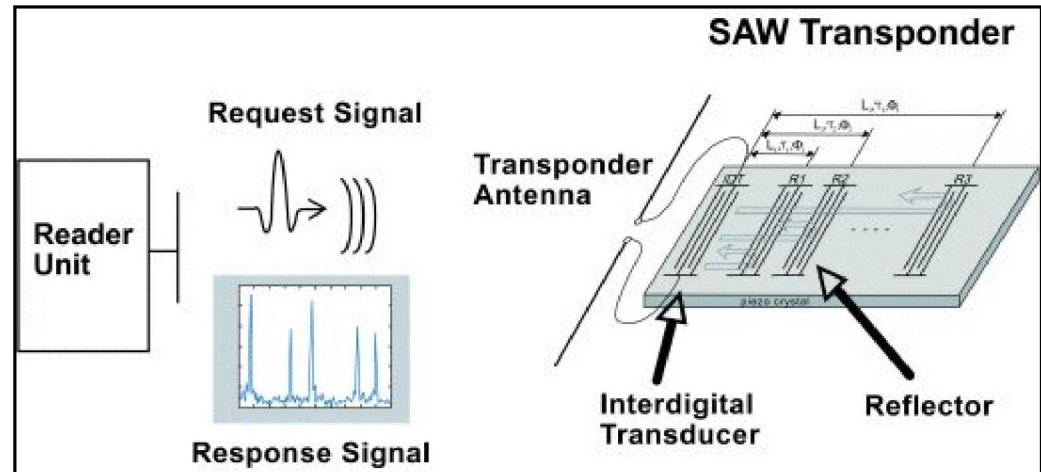 SAW Transponder
Request Signal
Reader
Unit
Response Signal
Transponder
Antenna
IDT
R1
R2
R3
piezo crystal
Interdigital
Transducer
Reflector